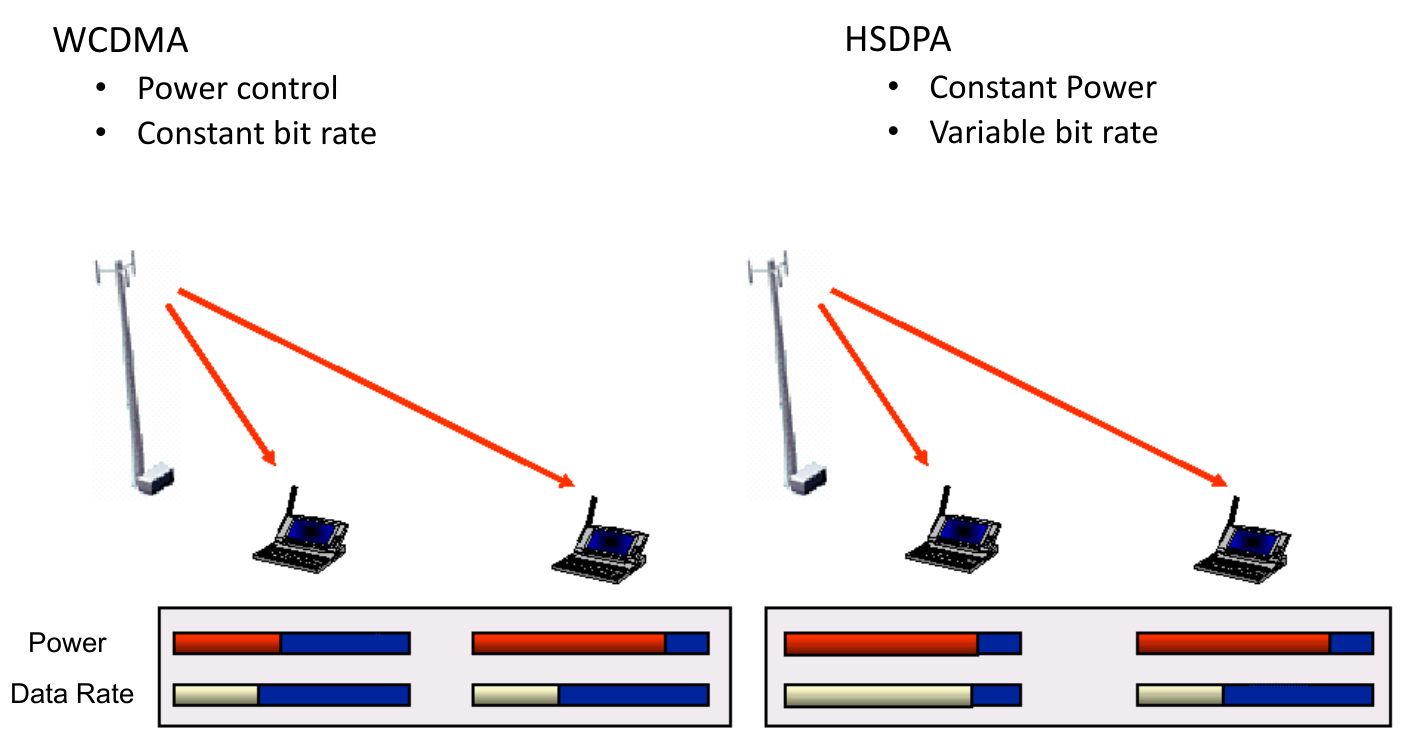 WCDMA
• Power control
• Constant bit rate
HSDPA
• Constant Power
• Variable bit rate
Power
Data Rate